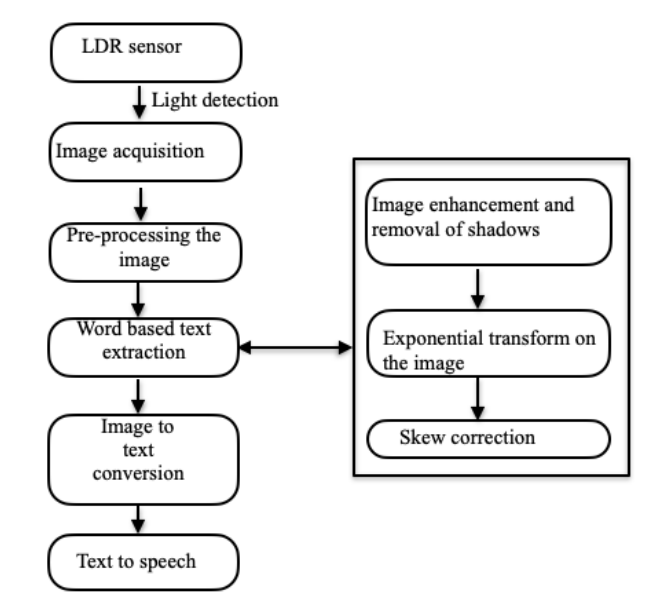 LDR sensor
Light detection
Image acquisition
Pre-processing the
image
Word based text
extraction
Image to
text
conversion
Text to speech
Image enhancement and
removal of shadows
Exponential transform on
the image
Skew correction